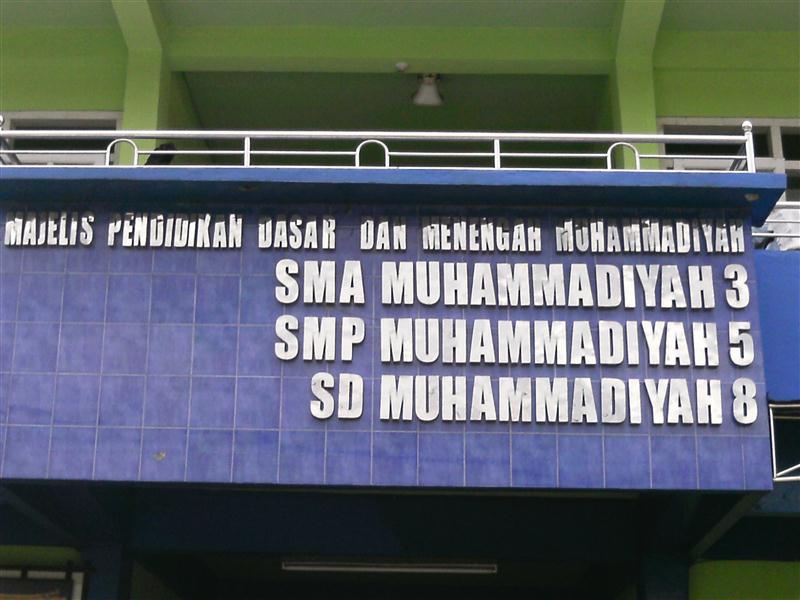 MAJELIS PENDIDIKAN DASAR DAN MENENGAH MUHAMMADIYAH
SMA MUHAMMADIYAH 3
SMP MUHAMMADIYAH 5
SD MUHAMMADIYAH 8